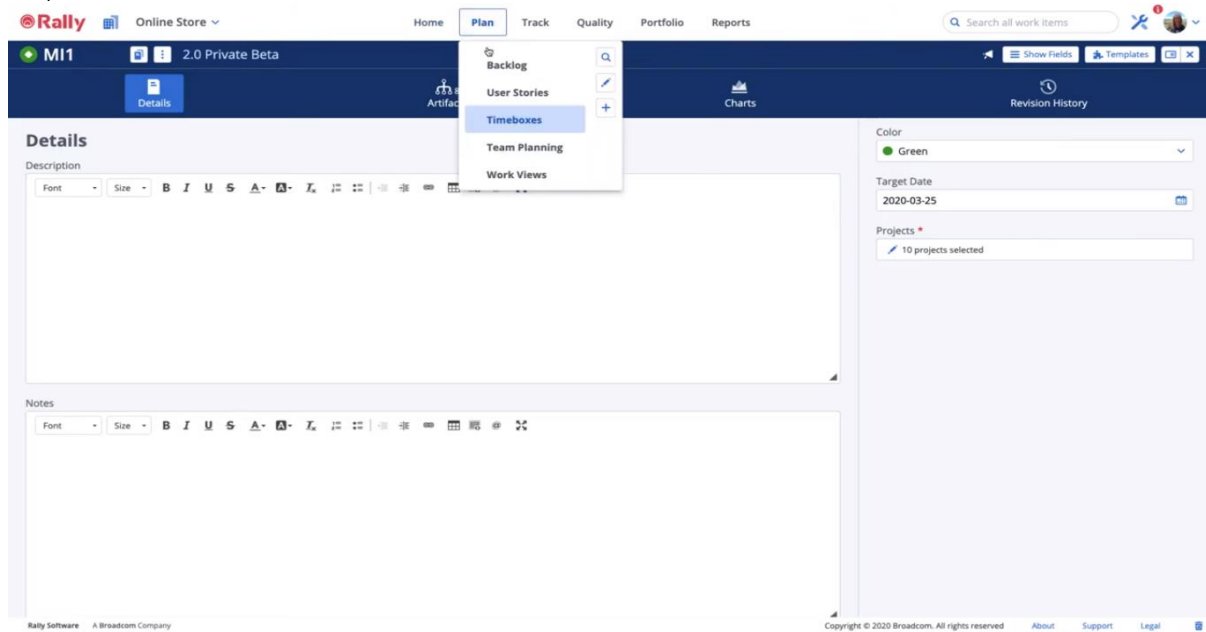 Rally Online Store Home Plan Track Quality Portfolio Reports Search all work items
MI1 2.0 Private Beta Show Fields Templates
Details Charts Revision History
Backlog
User Stories
Timeboxes
Team Planning
Work Views
Details
Description
Font Size B I U S A A
Notes
Font Size B I U S A A @
Color
Green
Target Date
2020-03-25
Projects *
10 projects selected
Rally Software A Broadcom Company Copyright © 2020 Broadcom. All rights reserved About Support Legal